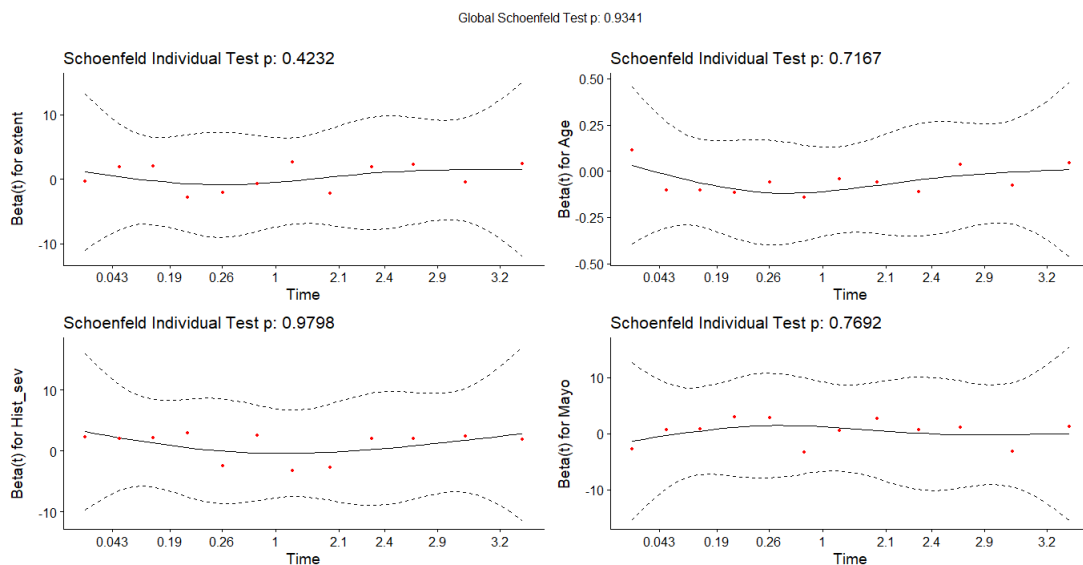 Global Schoenfeld Test p: 0.9341
Schoenfeld Individual Test p: 0.4232
Beta(t) for extent
10
0
-10
0.043 0.19 0.26 1 2.1 2.4 2.9 3.2
Time
Schoenfeld Individual Test p: 0.7167
Beta(t) for Age
0.50
0.25
0.00
-0.25
-0.50
0.043 0.19 0.26 1 2.1 2.4 2.9 3.2
Time
Schoenfeld Individual Test p: 0.9798
Beta(t) for Hist_sev
10
0
-10
0.043 0.19 0.26 1 2.1 2.4 2.9 3.2
Time
Schoenfeld Individual Test p: 0.7692
Beta(t) for Mayo
10
0
-10
0.043 0.19 0.26 1 2.1 2.4 2.9 3.2
Time